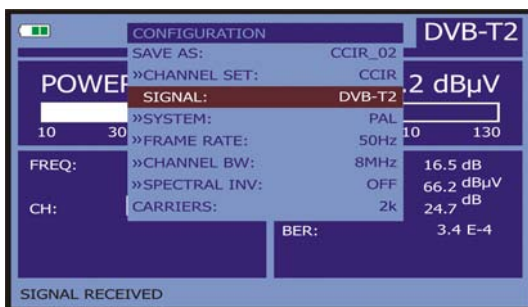 DVB-T2
CONFIGURATION
SAVE AS: CCIR_02
»CHANNEL SET: CCIR
SIGNAL: DVB-T2
»SYSTEM: PAL
»FRAME RATE: 50Hz
»CHANNEL BW: 8MHz
»SPECTRAL INV: OFF
CARRIERS: 2k
POWER .2 dBµV
10 30 10 130
FREQ: 16.5 dB
66.2 dBµV
CH: 24.7 dB
BER: 3.4 E-4
SIGNAL RECEIVED